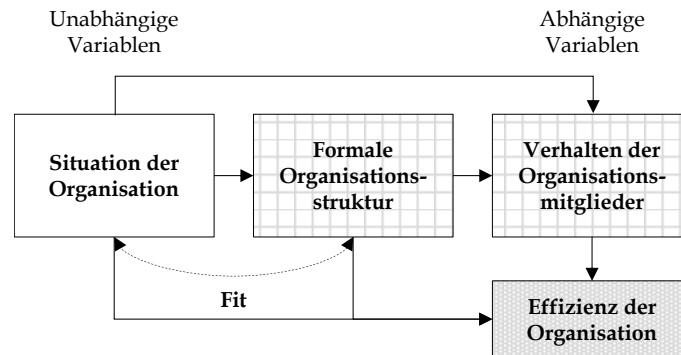 Unabhängige
Variablen
Abhängige
Variablen
Situation der
Organisation
Formale
Organisations-
struktur
Verhalten der
Organisations-
mitglieder
Fit
Effizienz der
Organisation